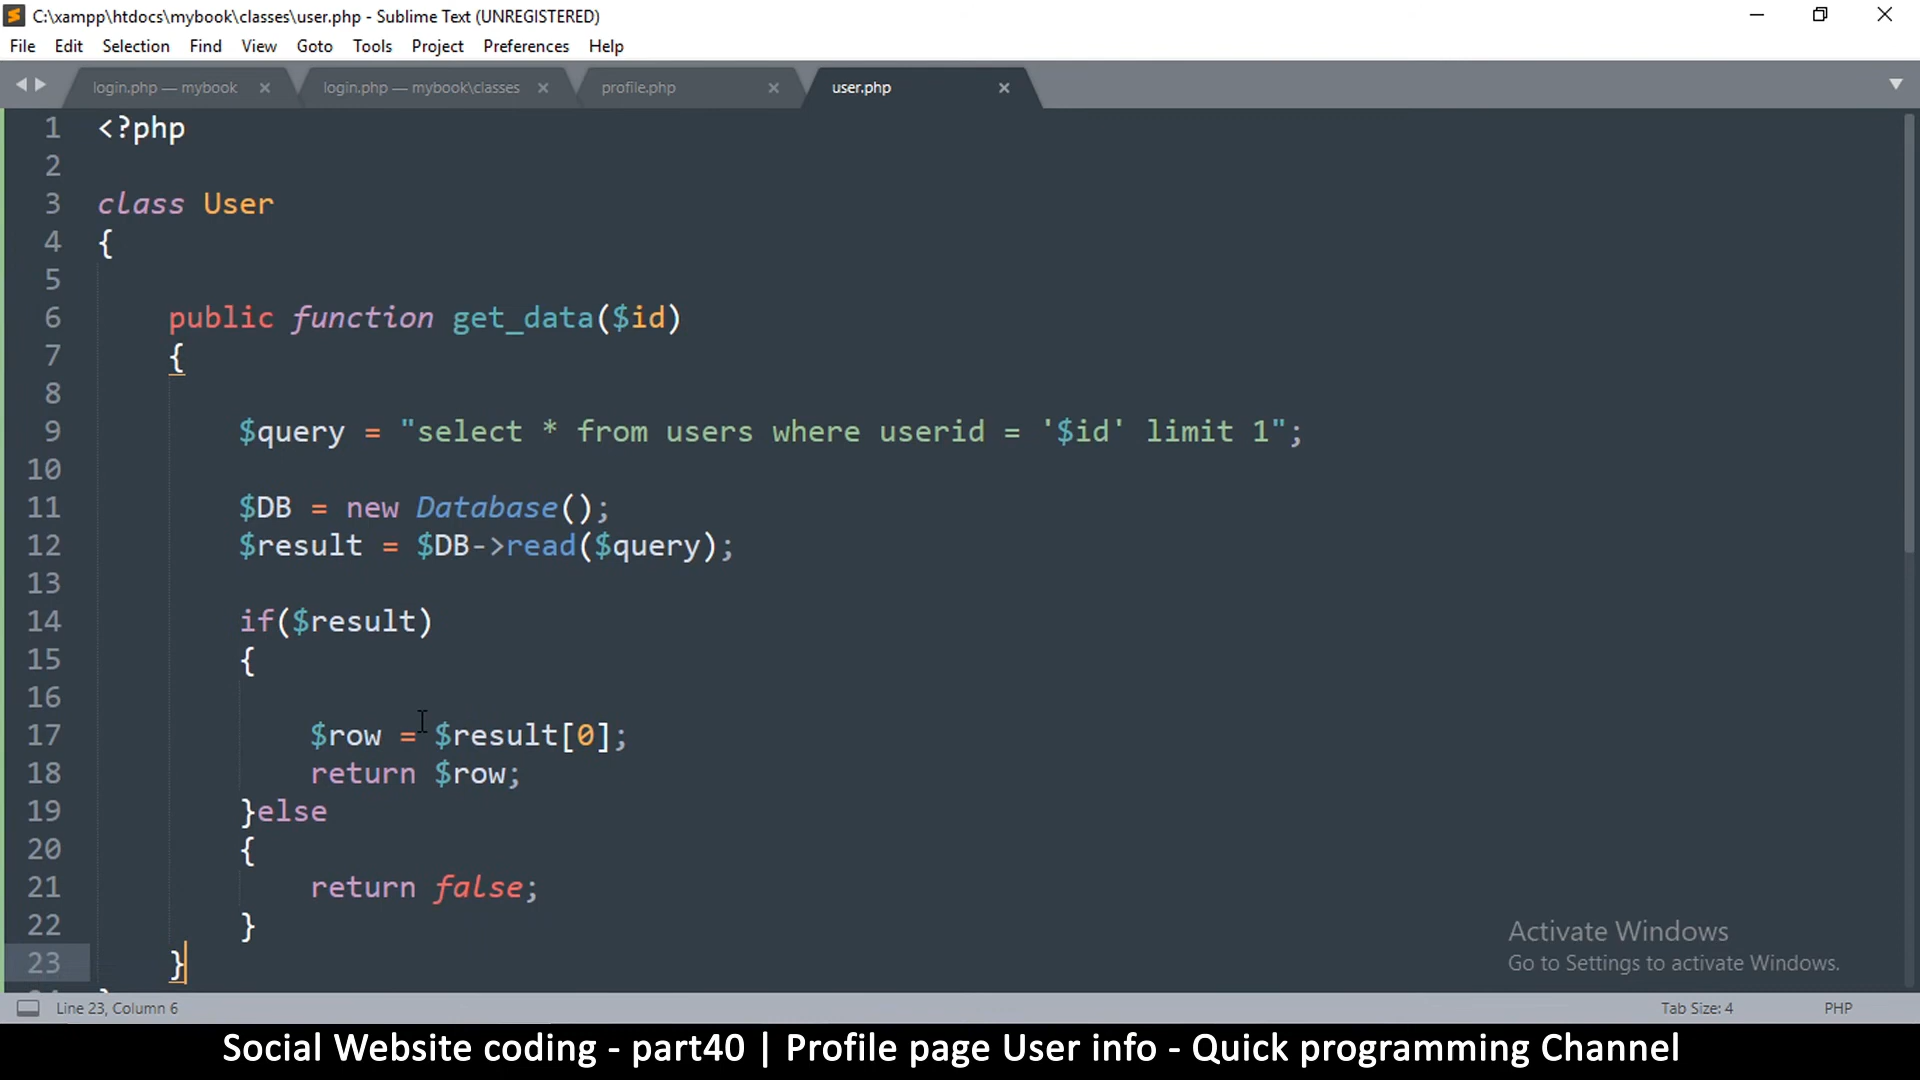 C:\xampp\htdocs\mybook\classes\user.php - Sublime Text (UNREGISTERED)
File Edit Selection Find View Goto Tools Project Preferences Help
login.php — mybook login.php — mybook\classes profile.php user.php
1 <?php
2
3 class User
4 {
5
6 public function get_data($id)
7 {
8
9 $query = "select * from users where userid = '$id' limit 1";
10
11 $DB = new Database();
12 $result = $DB->read($query);
13
14 if($result)
15 {
16
17 $row = $result[0];
18 return $row;
19 }else
20 {
21 return false;
22 }
23 }
Activate Windows
Go to Settings to activate Windows.
Line 23, Column 6 Tab Size: 4 PHP
Social Website coding - part40 | Profile page User info - Quick programming Channel